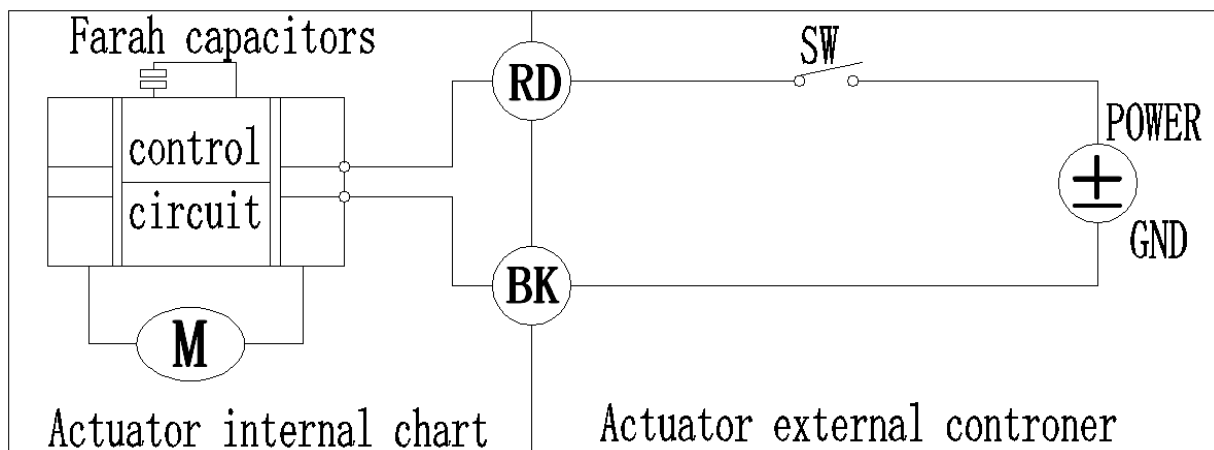 Farah capacitors
RD
SW
POWER
control
circuit
GND
BK
M
Actuator internal chart
Actuator external controner